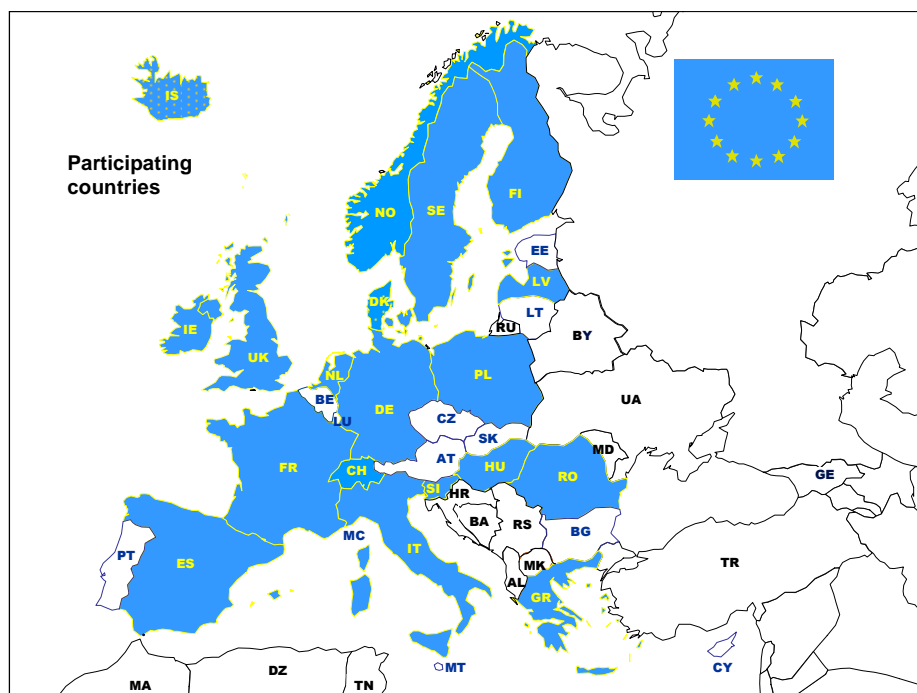 IS
Participating
countries
NO
SE
FI
EE
LV
DK
LT
RU
BY
IE
UK
NL
PL
BE
DE
UA
LU
CZ
SK
MD
AT
FR
CH
HU
RO
GE
SI
HR
BA
RS
BG
MC
IT
PT
ES
MK
TR
AL
GR
MT
CY
DZ
MA
TN